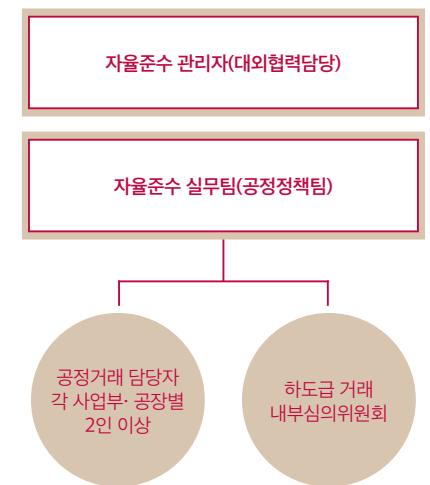 자율준수 관리자(대외협력담당)
자율준수 실무팀(공정정책팀)
공정거래 담당자
각 사업부· 공장별
2인 이상
하도급 거래
내부심의위원회